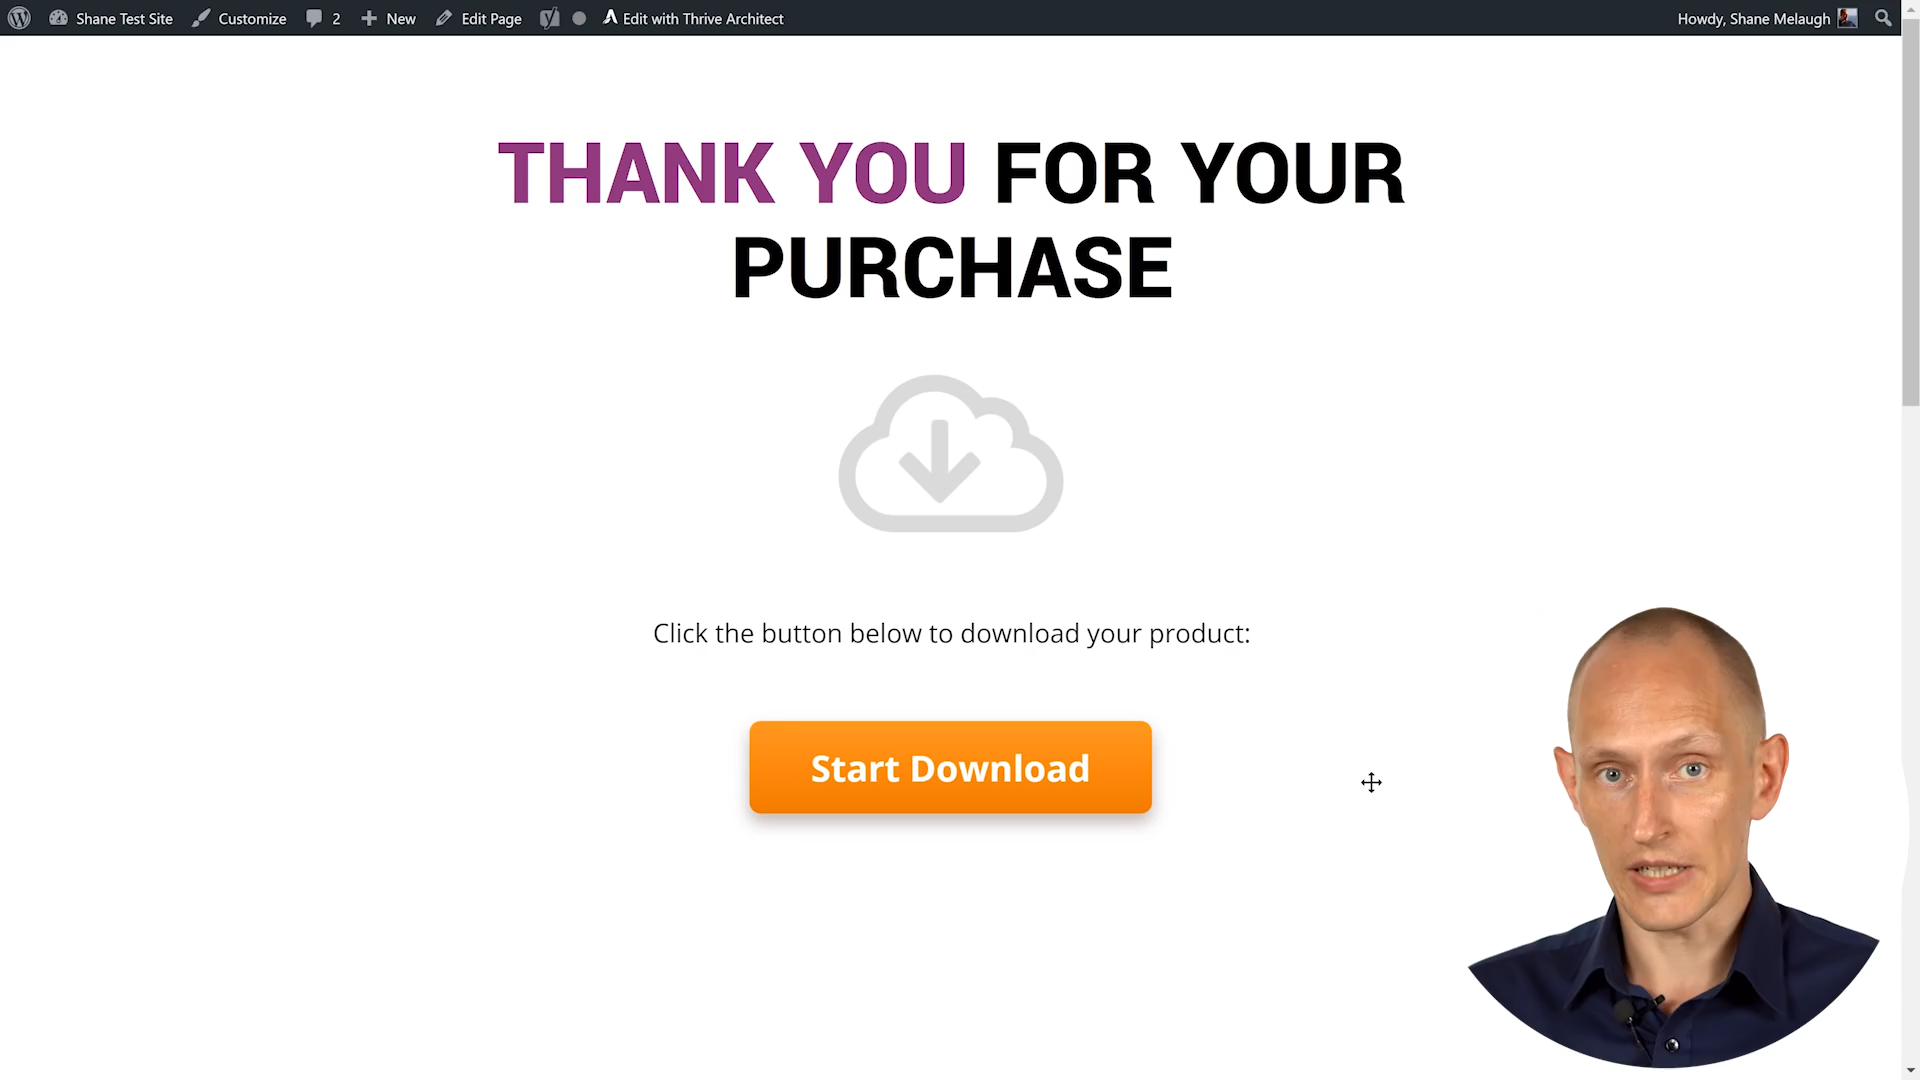 Shane Test Site Customize 2 New Edit Page Edit with Thrive Architect Howdy, Shane Melaugh
THANK YOU FOR YOUR
PURCHASE
Click the button below to download your product:
Start Download